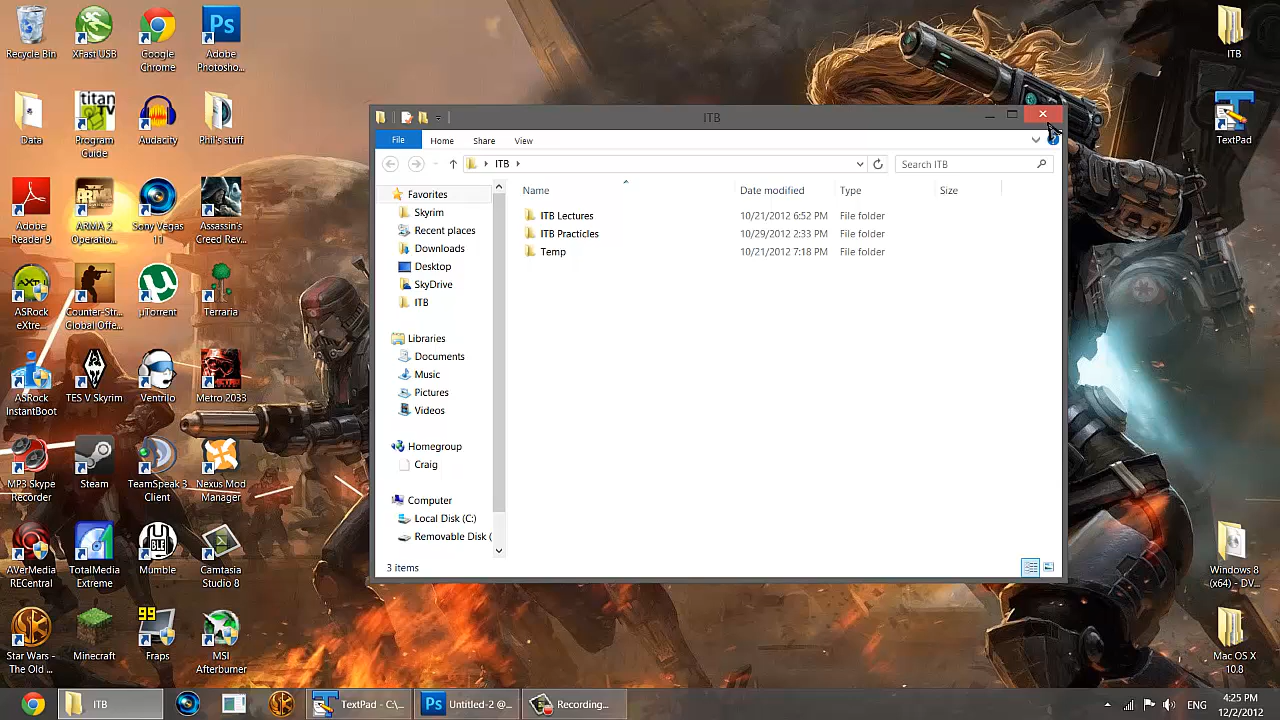 Recycle Bin
XFast USB
Google
Chrome
Ps
Adobe
Photosho...
Data
titan
TV
Program
Guide
Audacity
Phil's stuff
Adobe
Reader 9
ARMA 2
Operatio...
Sony Vegas
11
Assassin's
Creed Rev...
ASRock
eXtre...
Counter-Str...
Global Offe...
µTorrent
Terraria
ASRock
InstantBoot
TES V Skyrim
Ventrilo
Metro 2033
MP3 Skype
Recorder
Steam
TeamSpeak 3
Client
Nexus Mod
Manager
AVerMedia
RECentral
TotalMedia
Extreme
Mumble
Camtasia
Studio 8
Star Wars -
The Old ...
Minecraft
99
Fraps
MSI
Afterburner
ITB
TextPad
Windows 8
(x64) - DV...
Mac OS X
10.8
ITB
File
Home
Share
View
ITB
Search ITB
Name
Date modified
Type
Size
ITB Lectures
10/21/2012 6:52 PM
File folder
ITB Practicles
10/29/2012 2:33 PM
File folder
Temp
10/21/2012 7:18 PM
File folder
Favorites
Skyrim
Recent places
Downloads
Desktop
SkyDrive
ITB
Libraries
Documents
Music
Pictures
Videos
Homegroup
Craig
Computer
Local Disk (C:)
Removable Disk (
3 items
ITB
TextPad - C:\...
Ps
Untitled-2 @...
Recording...
ENG
4:25 PM
12/2/2012